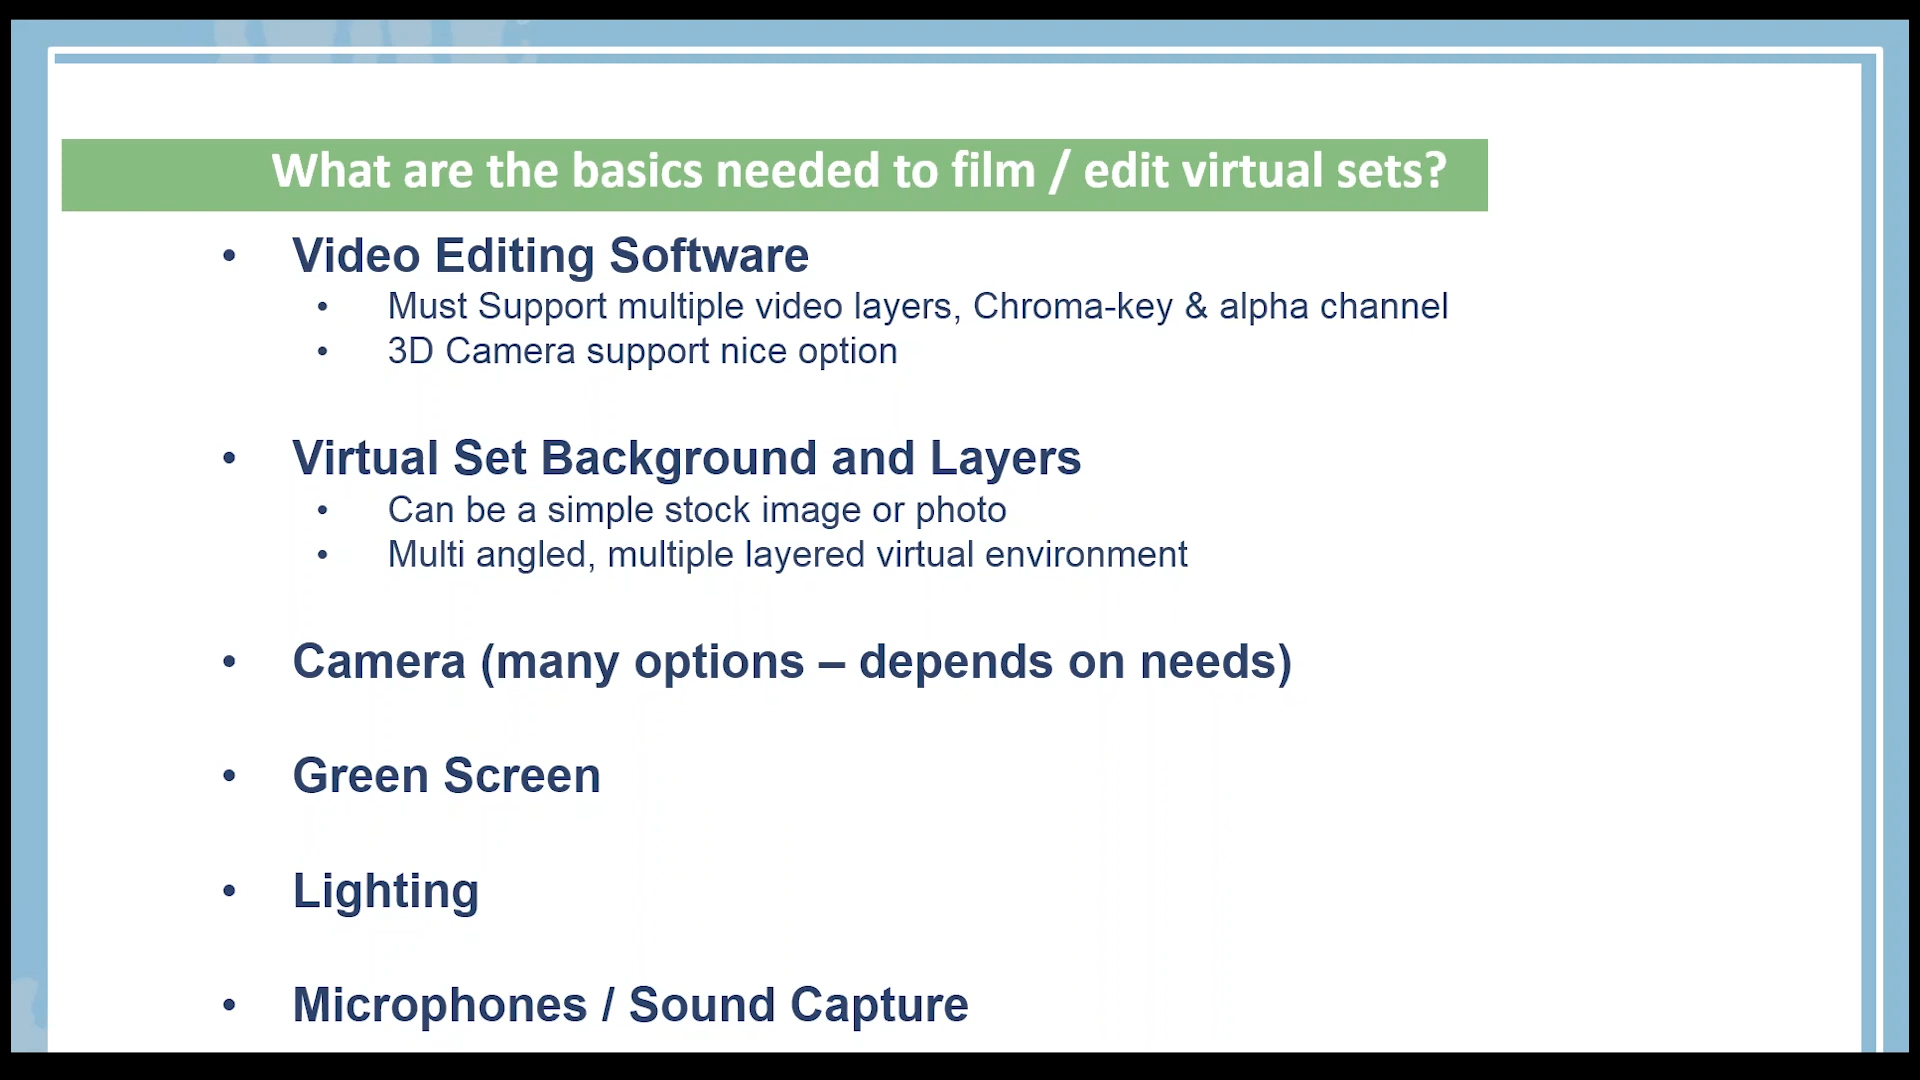 What are the basics needed to film / edit virtual sets?
• Video Editing Software
• Must Support multiple video layers, Chroma-key & alpha channel
• 3D Camera support nice option
• Virtual Set Background and Layers
• Can be a simple stock image or photo
• Multi angled, multiple layered virtual environment
• Camera (many options – depends on needs)
• Green Screen
• Lighting
• Microphones / Sound Capture